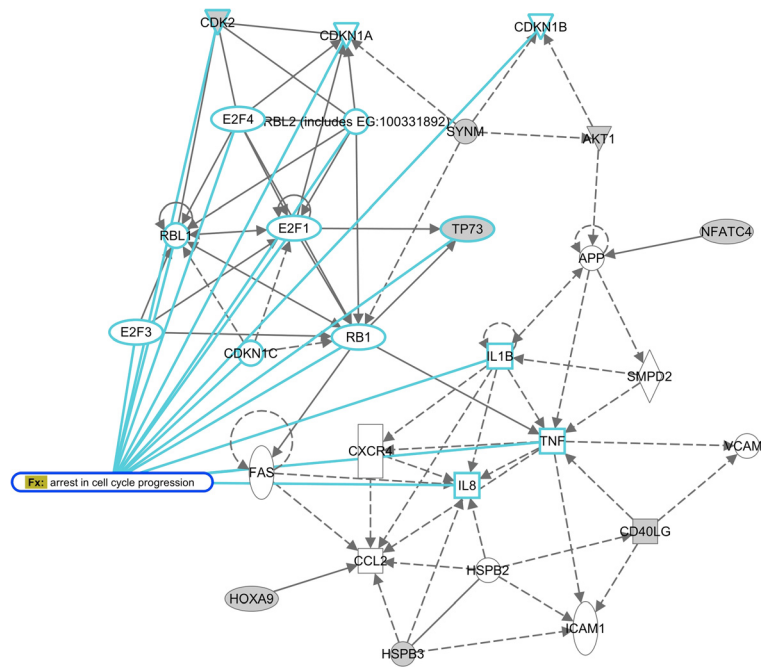 CDK2
CDKN1A
CDKN1B
E2F4
RBL2 (includes EG:100331892)
SYNM
AKT1
RBL1
E2F1
TP73
NFATC4
APP
E2F3
RB1
CDKN1C
IL1B
SMPD2
CXCR4
TNF
VCAM
FAS
Fx: arrest in cell cycle progression
IL8
CD40LG
CCL2
HSPB2
HOXA9
ICAM1
HSPB3